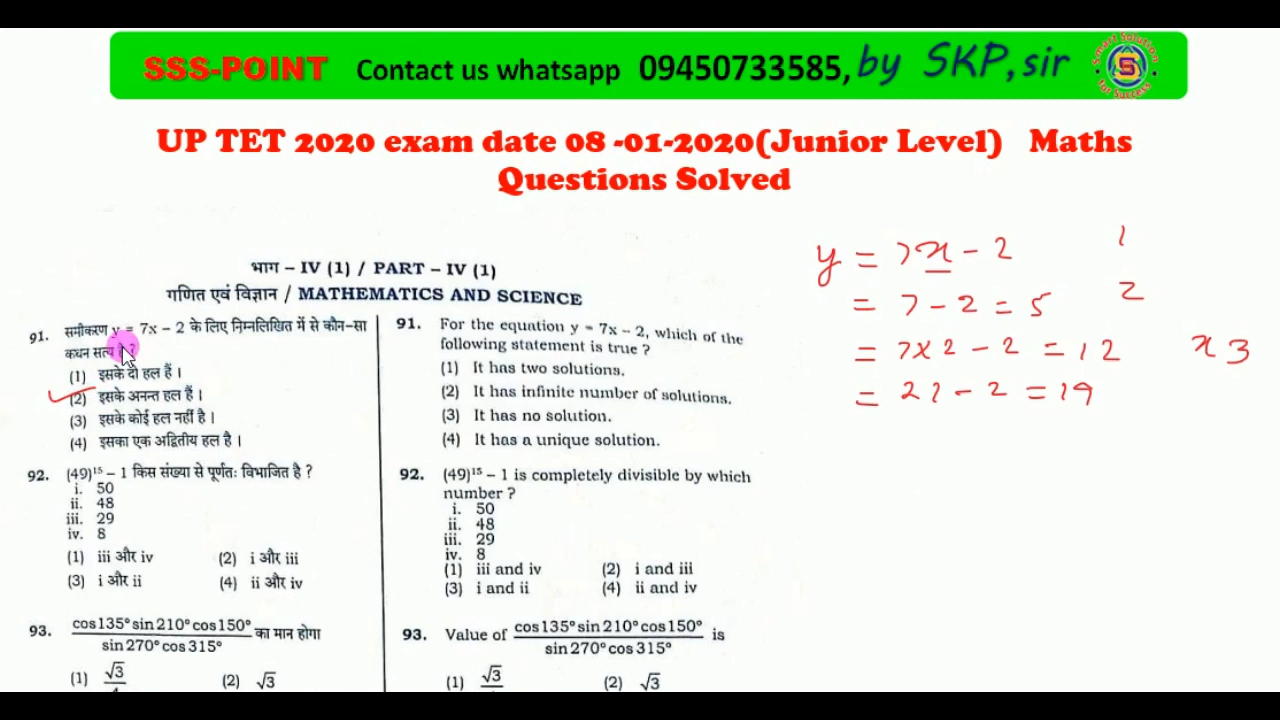 SSS-POINT Contact us whatsapp 09450733585, by SKP, sir
Smart Solution
for Success
UP TET 2020 exam date 08 -01-2020(Junior Level) Maths
Questions Solved
भाग – IV (1) / PART – IV (1)
गणित एवं विज्ञान / MATHEMATICS AND SCIENCE
91. समीकरण y = 7x – 2 के लिए निम्नलिखित में से कौन-सा
कथन सत्य है ?
(1) इसके दो हल हैं ।
(2) इसके अनन्त हल हैं ।
(3) इसके कोई हल नहीं है ।
(4) इसका एक अद्वितीय हल है ।
92. (49)¹⁵ – 1 किस संख्या से पूर्णतः विभाजित है ?
i. 50
ii. 48
iii. 29
iv. 8
(1) iii और iv (2) i और iii
(3) i और ii (4) ii और iv
93. cos135° sin210° cos150°
sin270° cos315° का मान होगा
(1) √3 (2) √3
91. For the equation y = 7x – 2, which of the
following statement is true ?
(1) It has two solutions.
(2) It has infinite number of solutions.
(3) It has no solution.
(4) It has a unique solution.
92. (49)¹⁵ – 1 is completely divisible by which
number ?
i. 50
ii. 48
iii. 29
iv. 8
(1) iii and iv (2) i and iii
(3) i and ii (4) ii and iv
93. Value of cos135° sin210° cos150° is
sin270° cos315°
(1) √3 (2) √3
y = 7x – 2 1
= 7 – 2 = 5 2
= 7×2 – 2 = 12 x 3
= 21 – 2 = 19